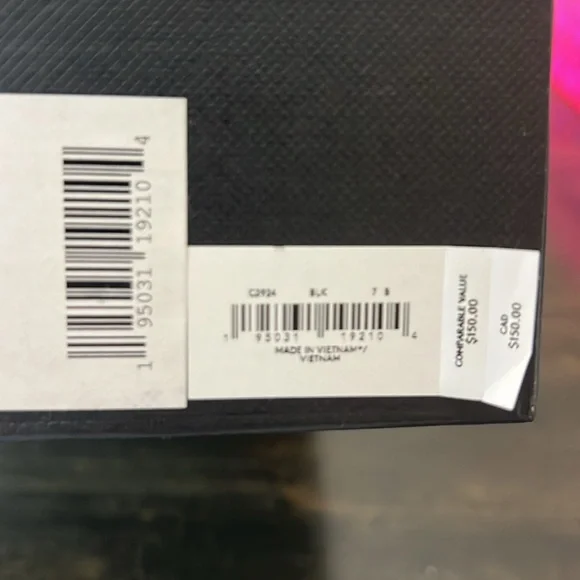 1 95031 19210 4
C2924 BLK 7 B
1 95031 19210 4
MADE IN VIETNAM*/
VIETNAM
COMPARABLE VALUE
$150.00
CAD
$150.00